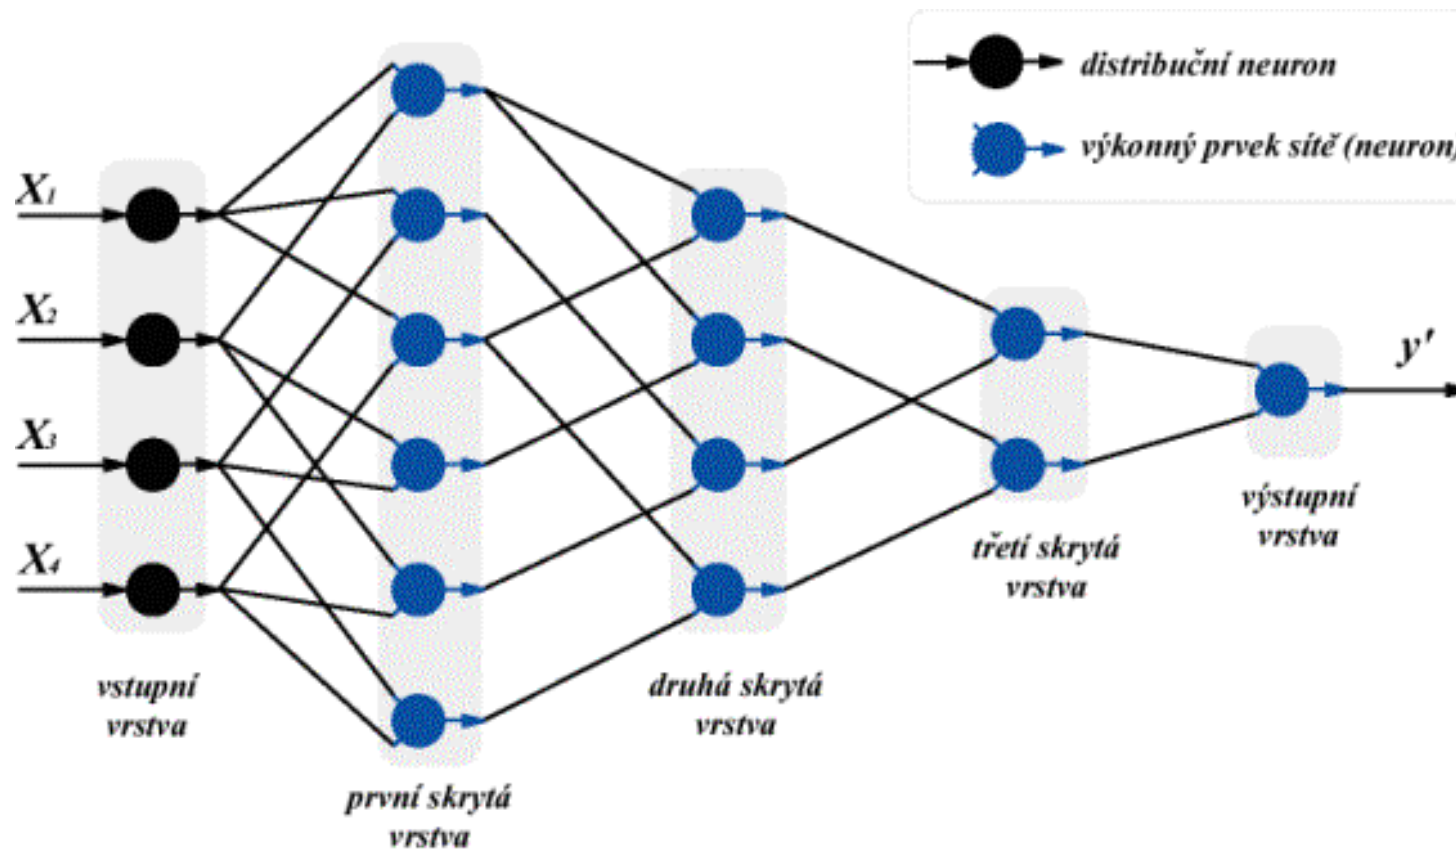 distribuční neuron
výkonný prvek sítě (neuron)
X1
X2
X3
X4
y'
vstupní
vrstva
první skrytá
vrstva
druhá skrytá
vrstva
třetí skrytá
vrstva
výstupní
vrstva